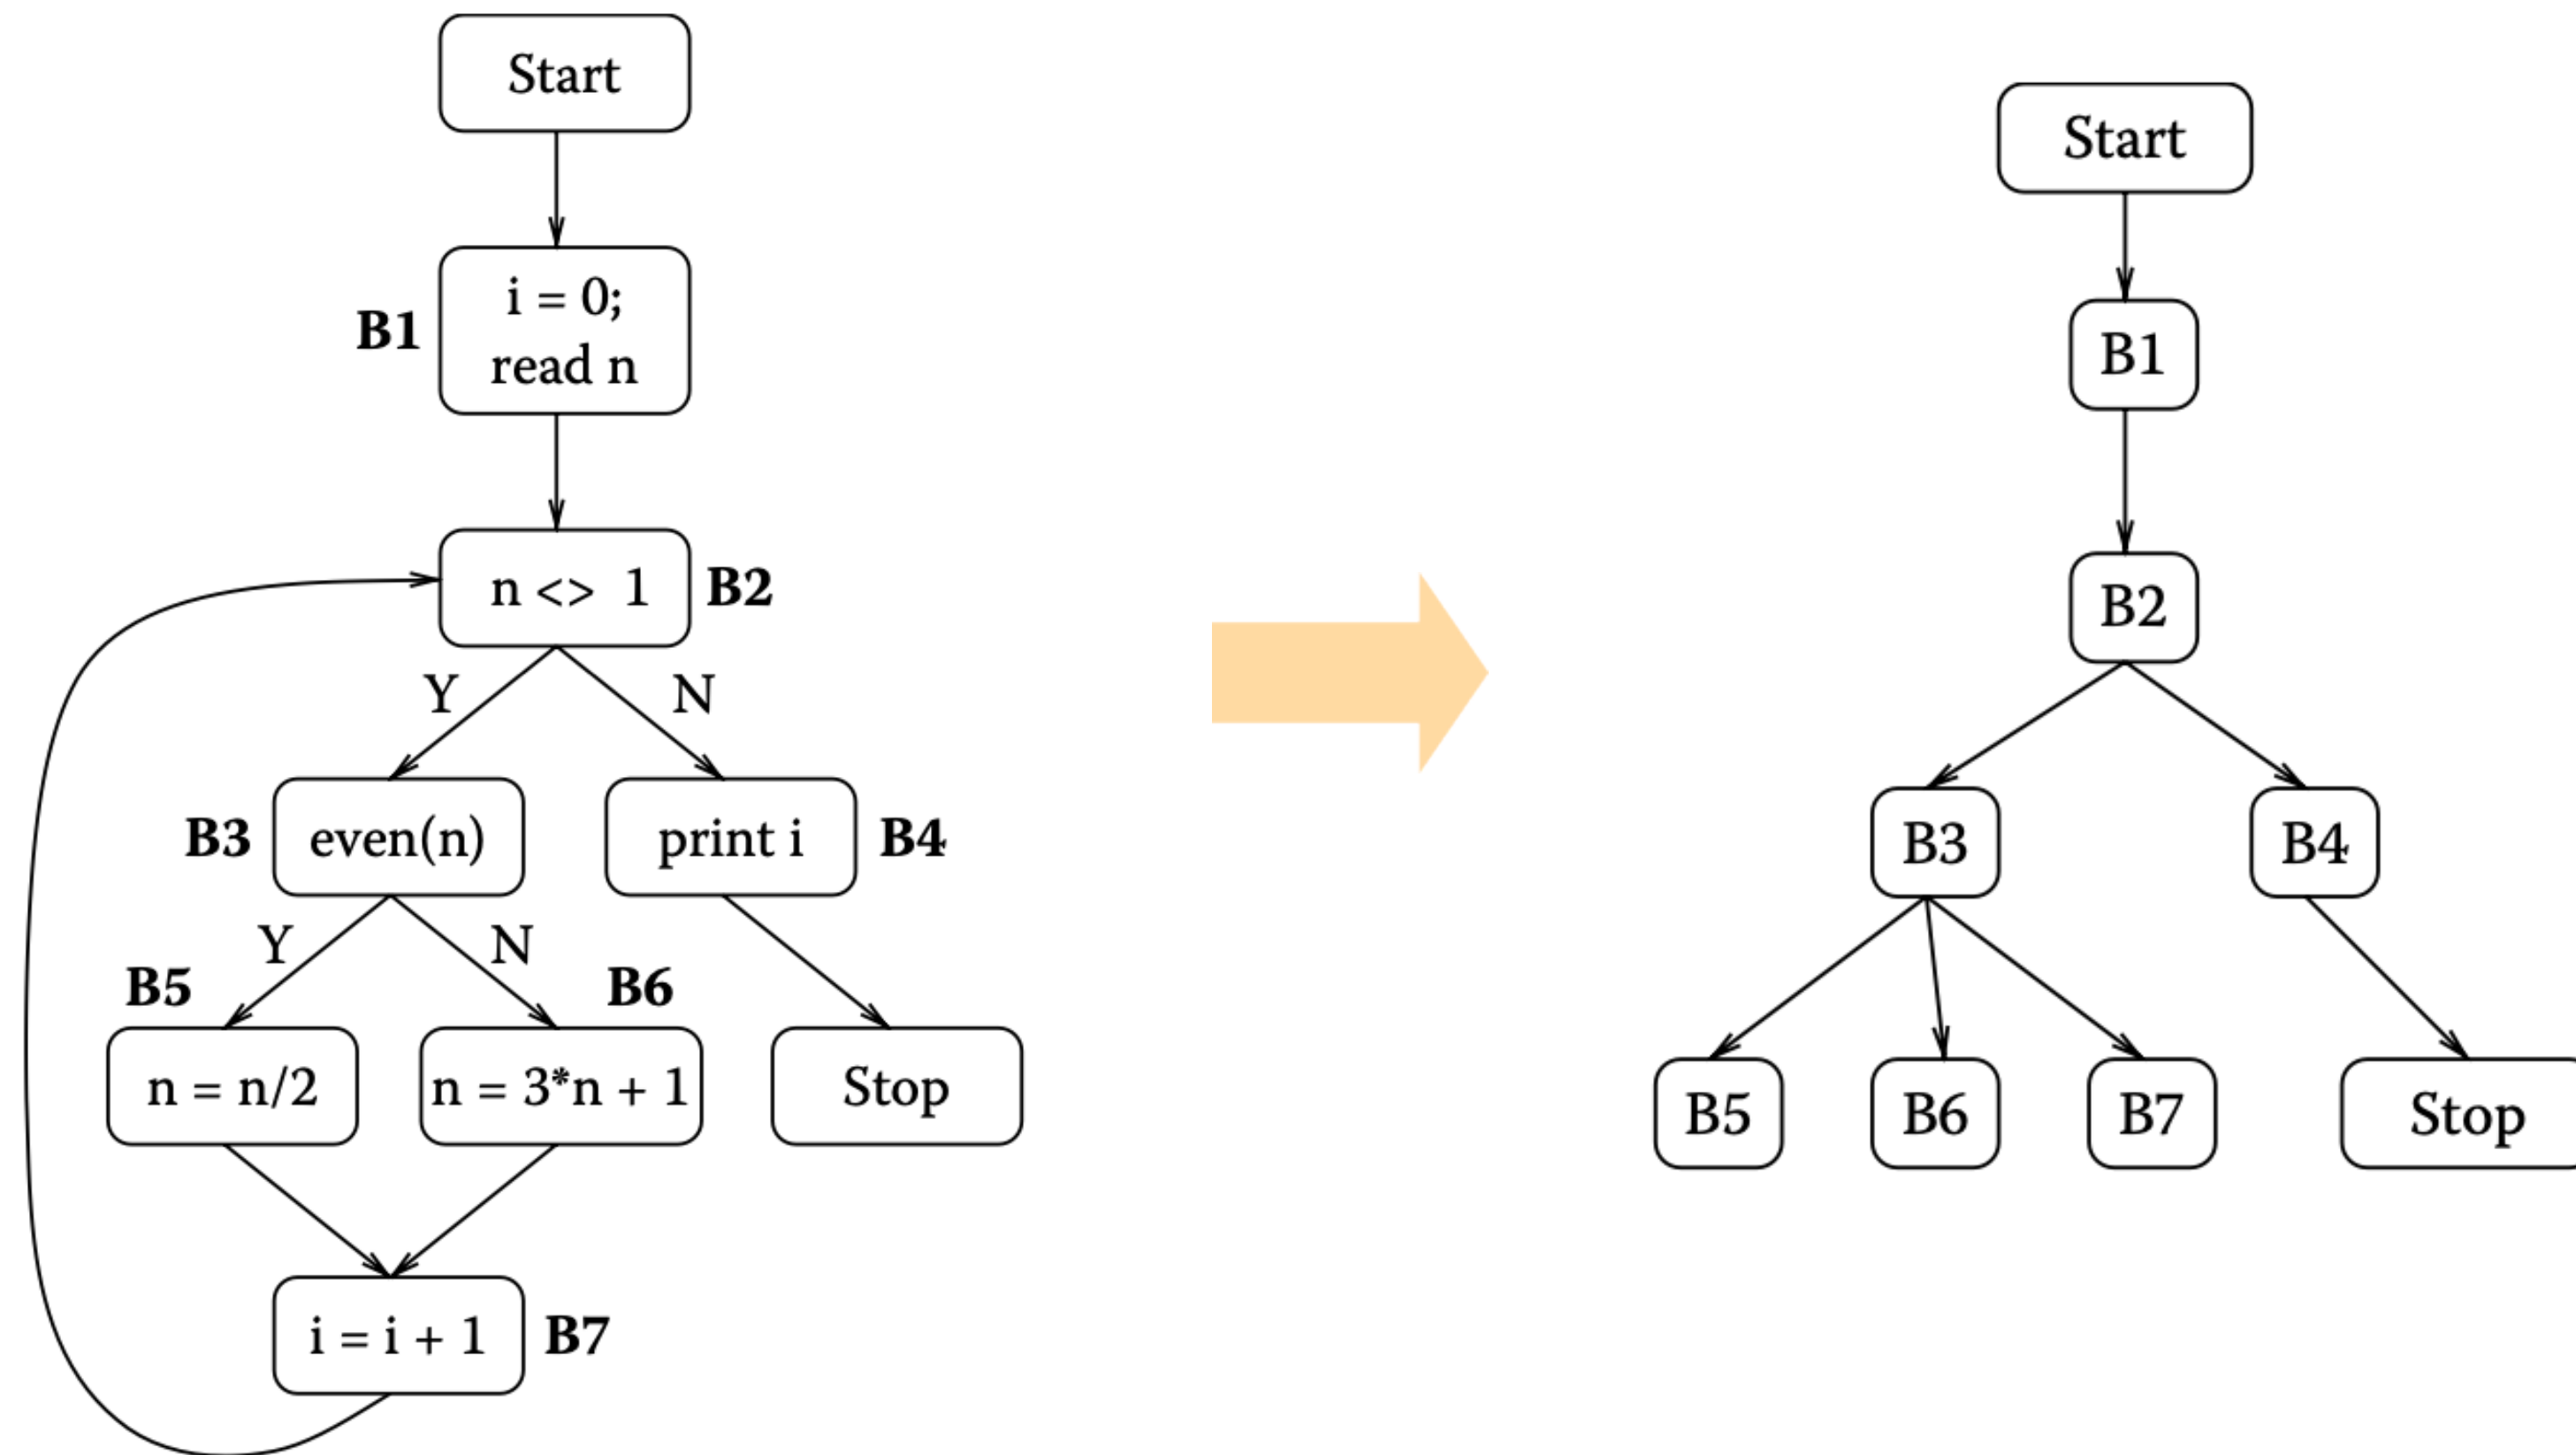 Start
B1
i = 0;
read n
n <> 1
B2
Y
N
B3
even(n)
print i
B4
Y
N
B5
B6
n = n/2
n = 3*n + 1
Stop
i = i + 1
B7
Start
B1
B2
B3
B4
B5
B6
B7
Stop